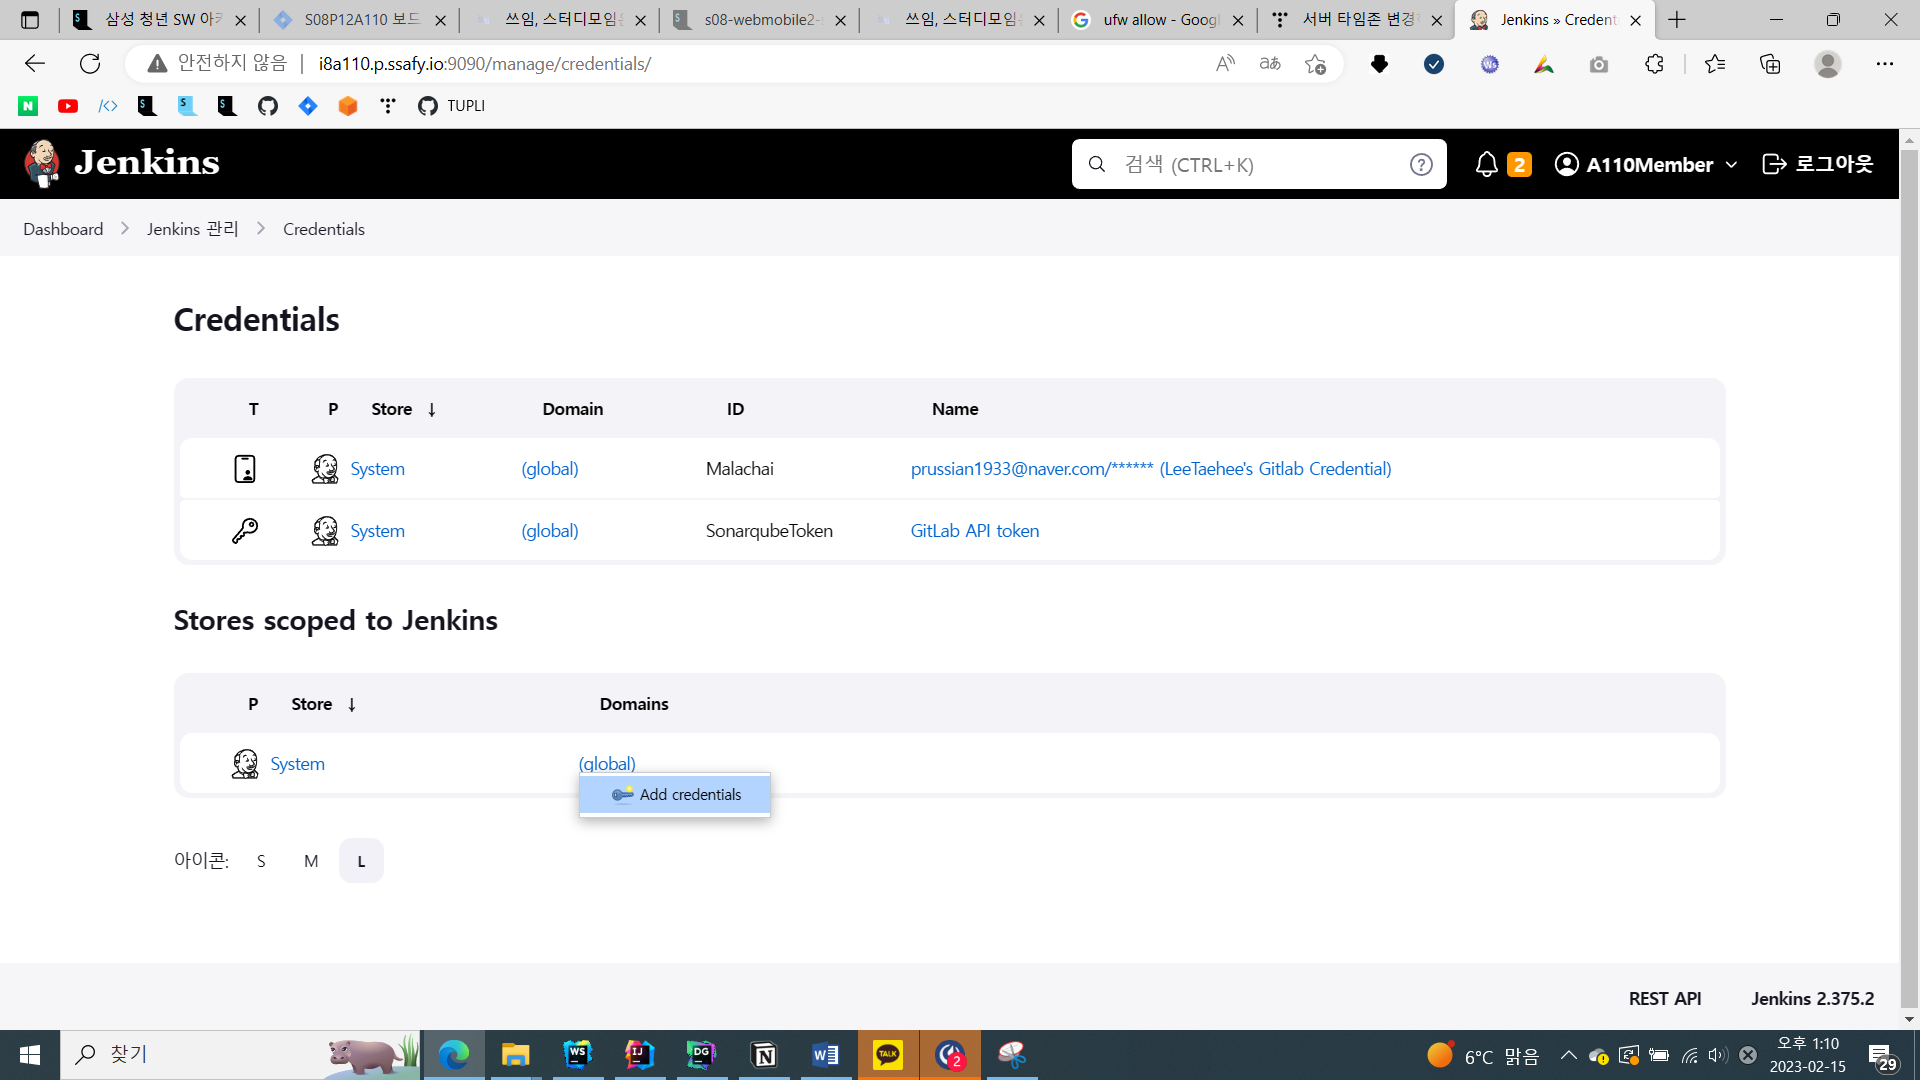 삼성 청년 SW 아카
S08P12A110 보드
쓰임, 스터디모임
s08-webmobile2-
쓰임, 스터디모임
ufw allow - Googl
서버 타임존 변경
Jenkins » Credent
안전하지 않음 | i8a110.p.ssafy.io:9090/manage/credentials/
TUPLI
Jenkins
검색 (CTRL+K)
2
A110Member
로그아웃
Dashboard
Jenkins 관리
Credentials
Credentials
T P Store ↓ Domain ID Name
System (global) Malachai prussian1933@naver.com/****** (LeeTaehee's Gitlab Credential)
System (global) SonarqubeToken GitLab API token
Stores scoped to Jenkins
P Store ↓ Domains
System (global)
Add credentials
아이콘: S M L
REST API Jenkins 2.375.2
찾기
WS
IJ
DG
N
W
TALK
2
6°C 맑음
오후 1:10
2023-02-15
29